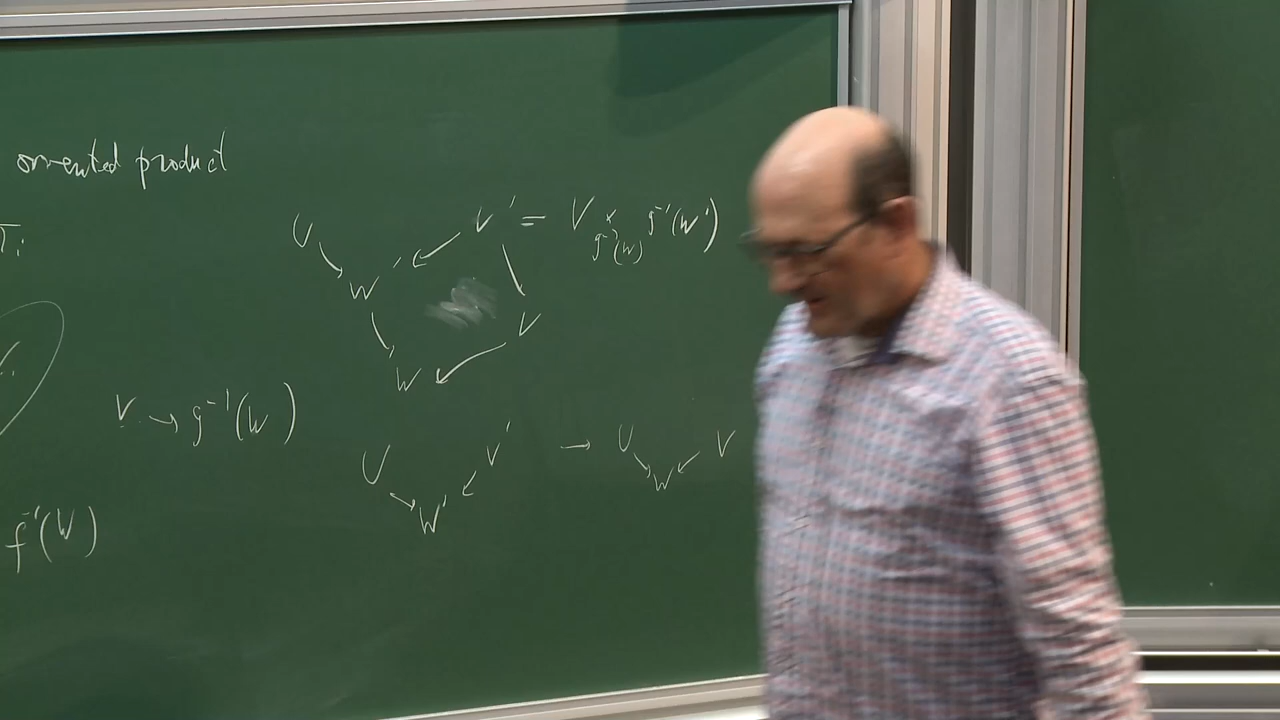 oriented product
U V' = V × g⁻¹(W')
g⁻¹(W)
W'
V
W
V → g⁻¹(W)
U V' → U V
W
W'
f⁻¹(W)